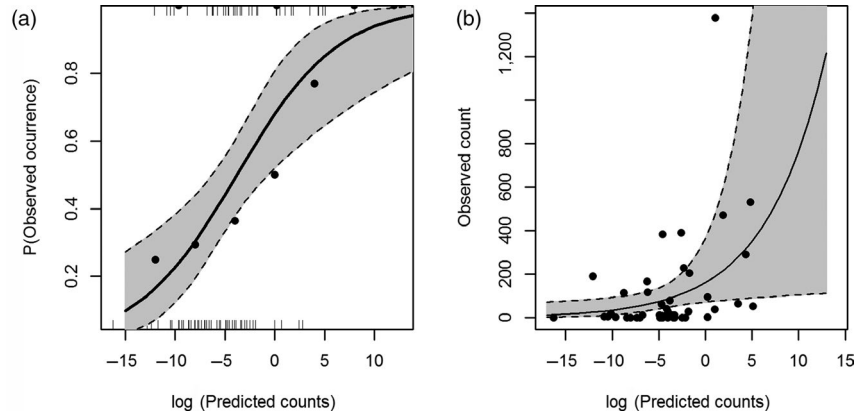 (a)
P(Observed ocurrence)
0.8
0.6
0.4
0.2
−15 −10 −5 0 5 10
log (Predicted counts)
(b)
Observed count
1,200
800
600
400
200
0
−15 −10 −5 0 5 10 15
log (Predicted counts)